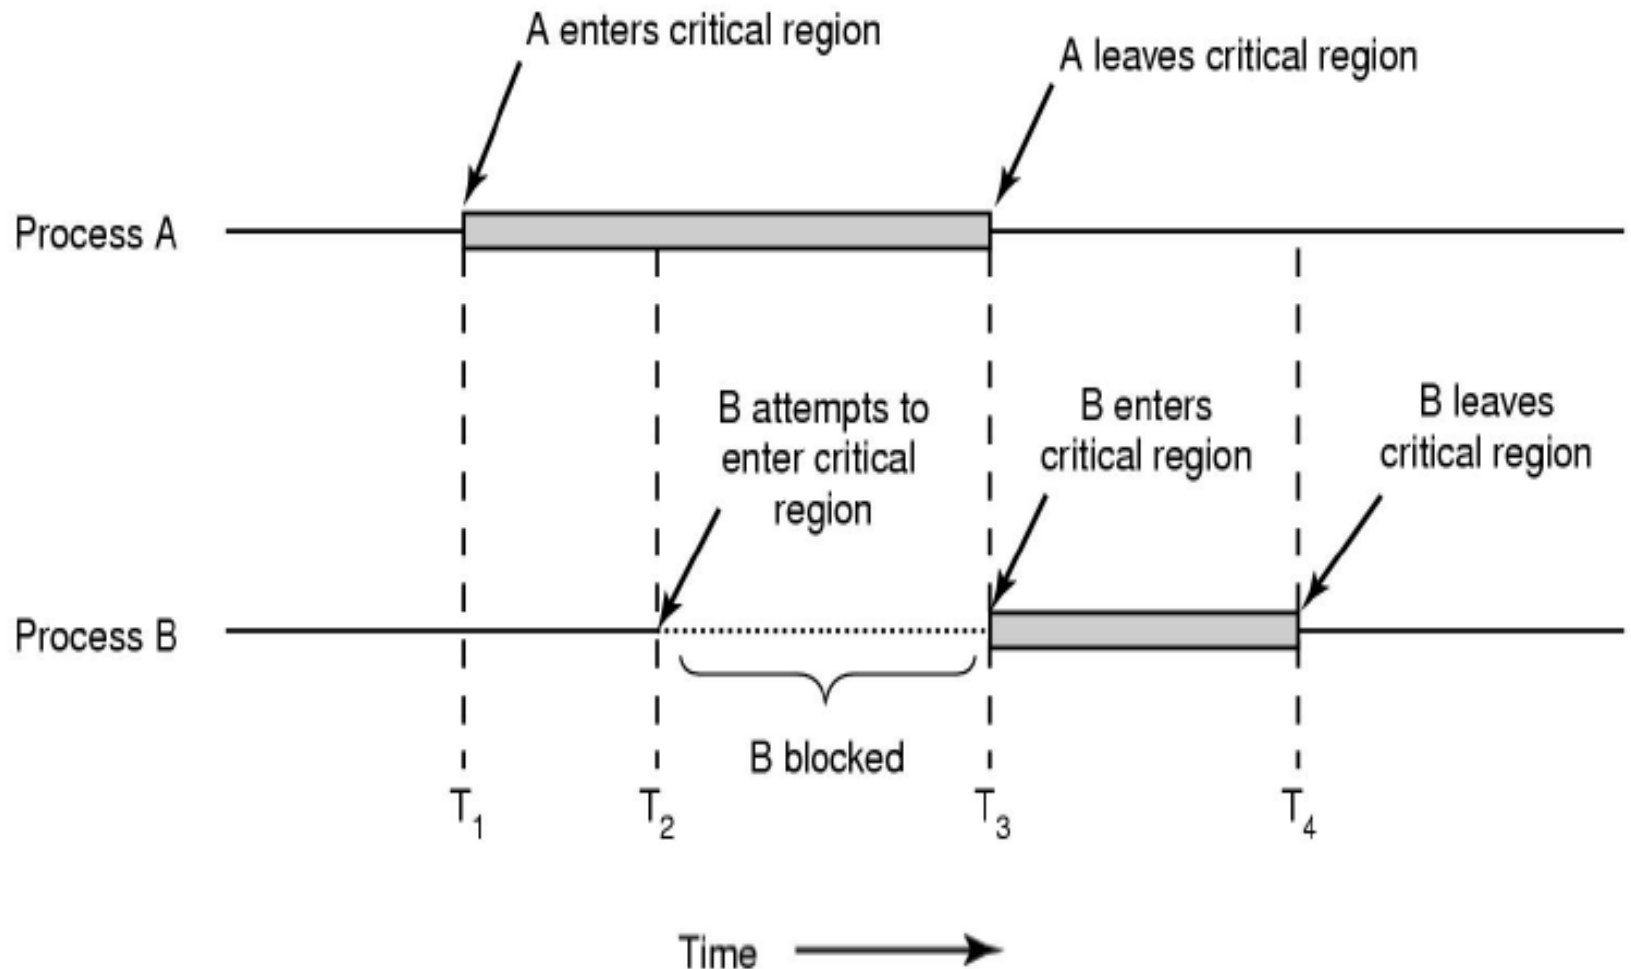 A enters critical region
A leaves critical region
Process A
B attempts to
enter critical
region
B enters
critical region
B leaves
critical region
Process B
B blocked
T1
T2
T3
T4
Time